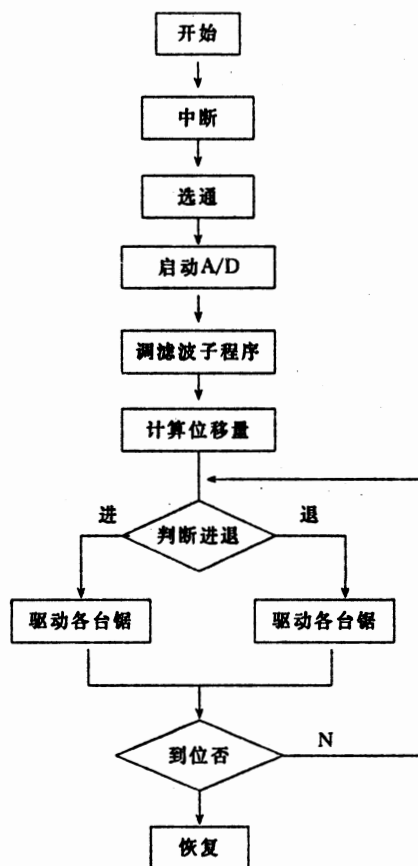 开始
中断
选通
启动A/D
调滤波子程序
计算位移量
判断进退
进
退
驱动各台锯
驱动各台锯
到位否
N
恢复